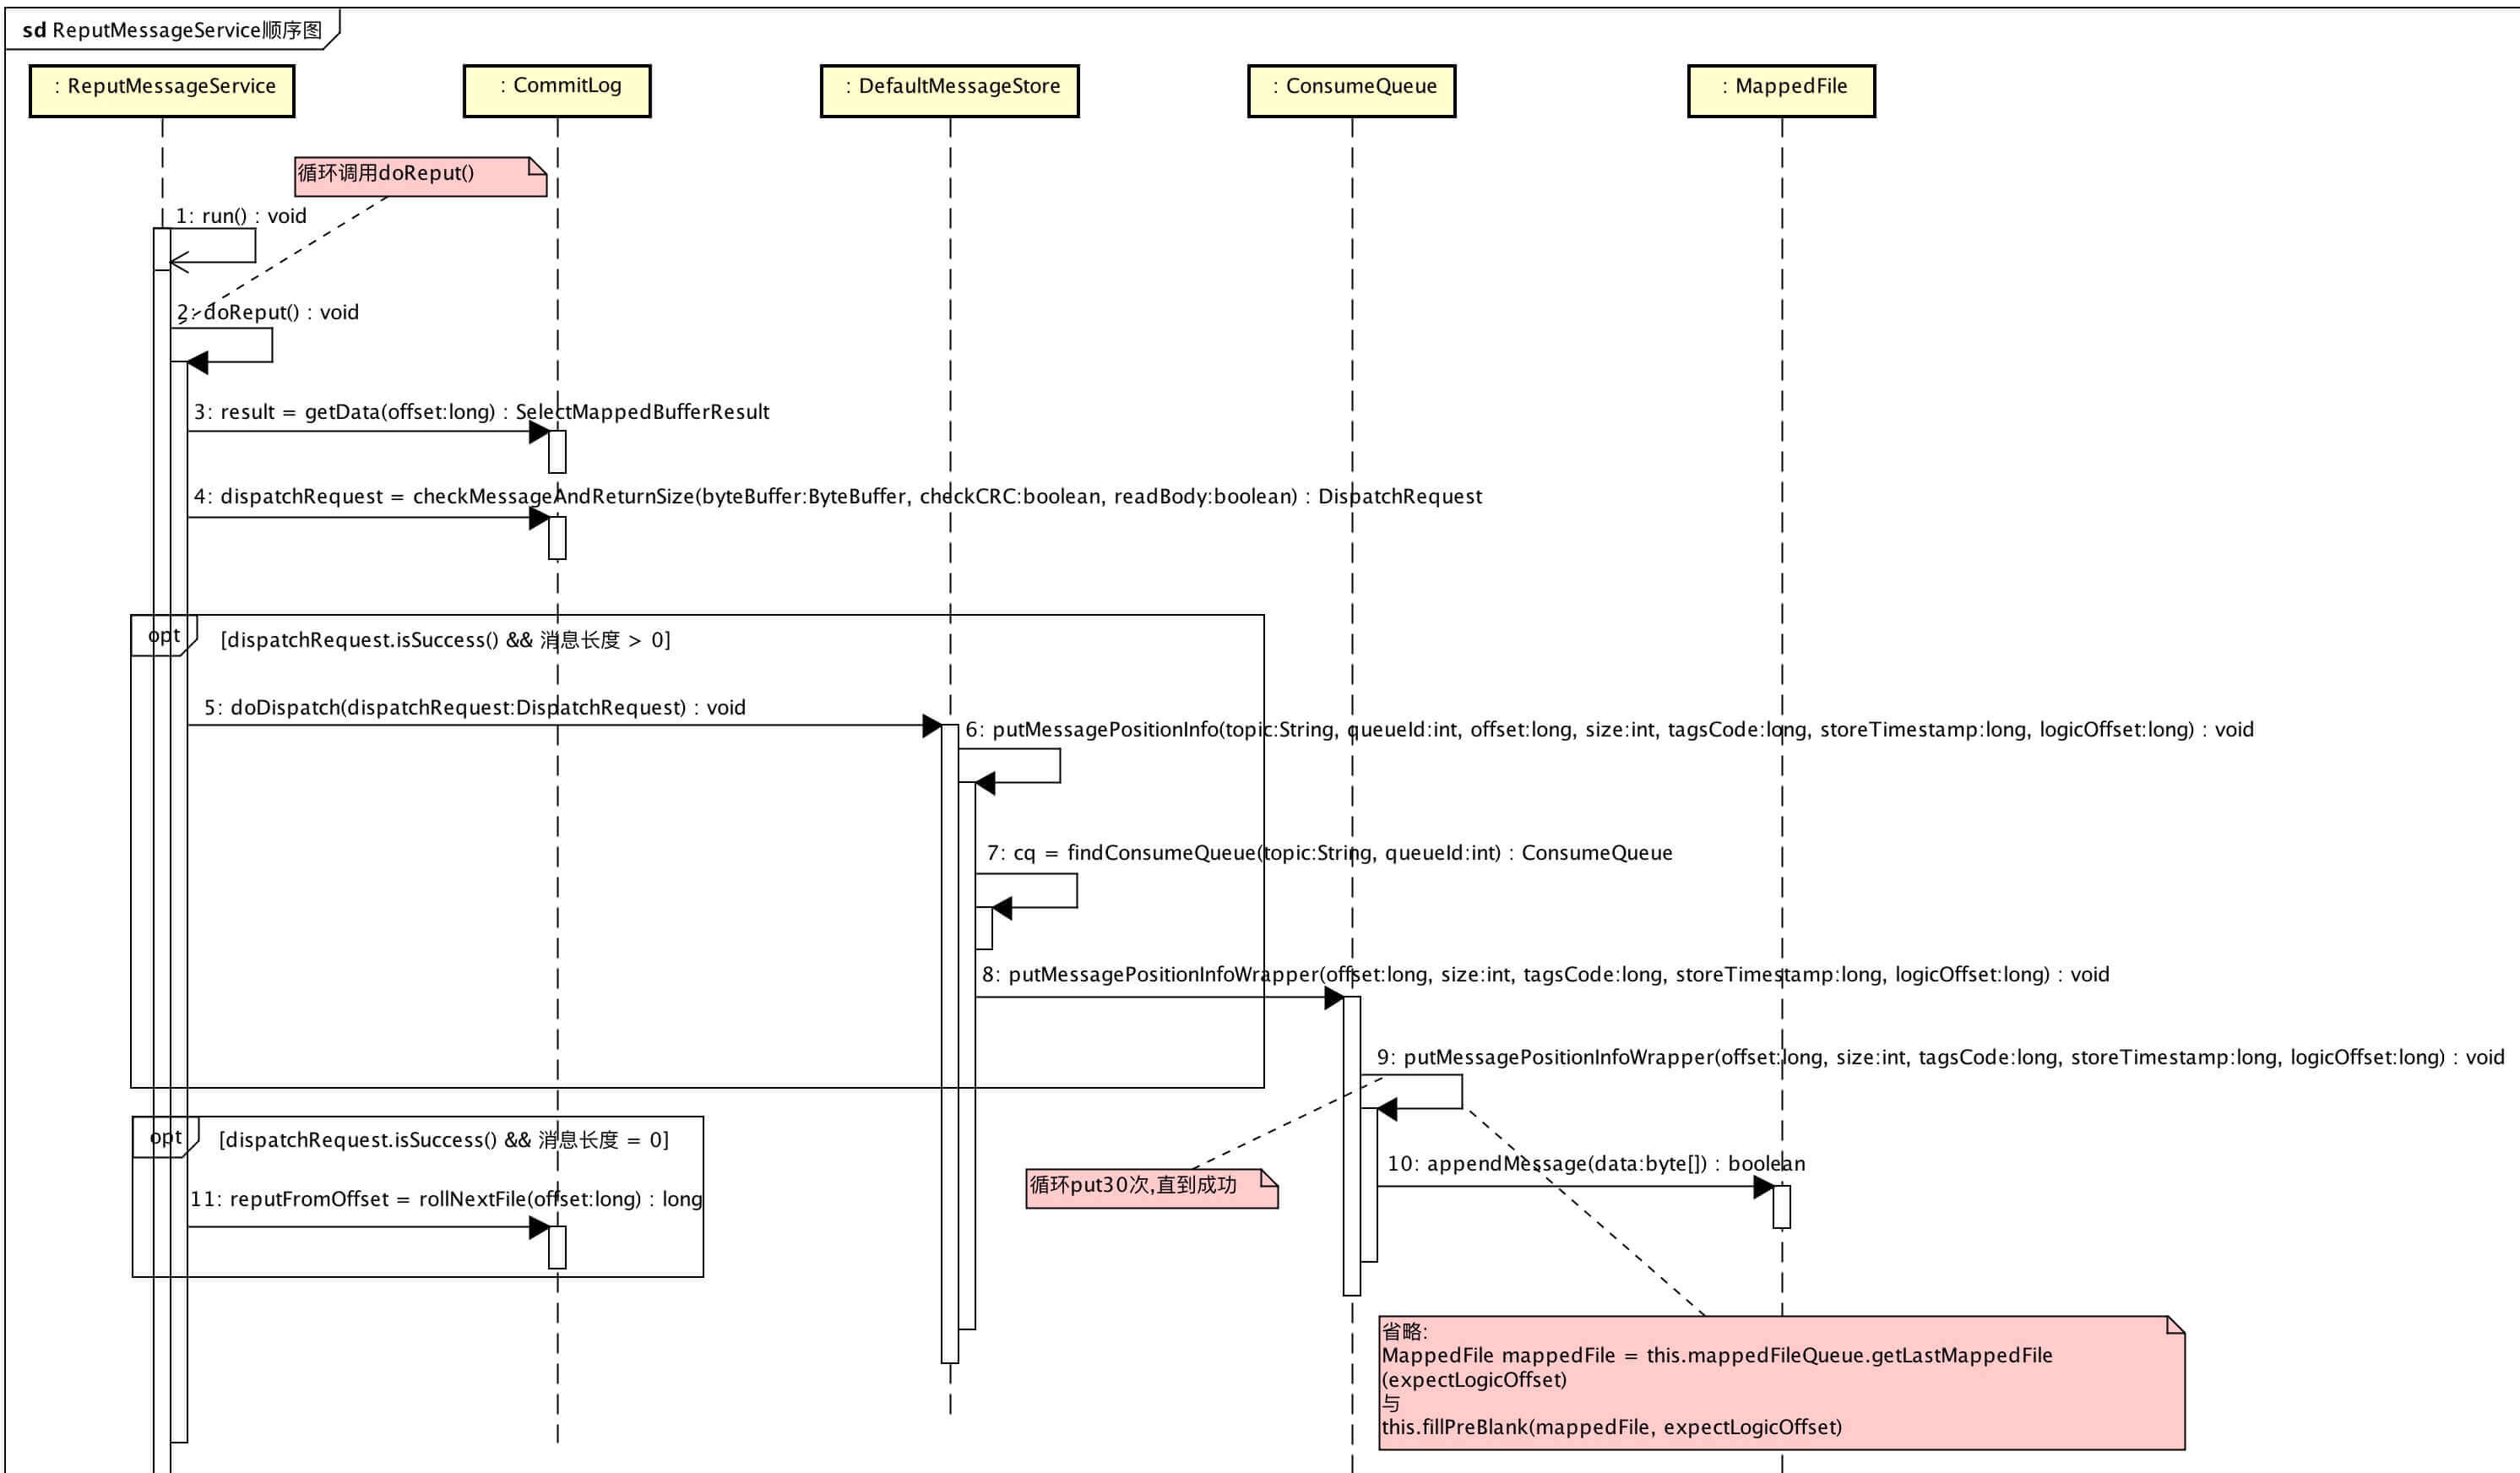 sd ReputMessageService顺序图
: ReputMessageService
: CommitLog
: DefaultMessageStore
: ConsumeQueue
: MappedFile
循环调用doReput()
1: run() : void
2: doReput() : void
3: result = getData(offset:long) : SelectMappedBufferResult
4: dispatchRequest = checkMessageAndReturnSize(byteBuffer:ByteBuffer, checkCRC:boolean, readBody:boolean) : DispatchRequest
opt
[dispatchRequest.isSuccess() && 消息长度 > 0]
5: doDispatch(dispatchRequest:DispatchRequest) : void
6: putMessagePositionInfo(topic:String, queueId:int, offset:long, size:int, tagsCode:long, storeTimestamp:long, logicOffset:long) : void
7: cq = findConsumeQueue(topic:String, queueId:int) : ConsumeQueue
8: putMessagePositionInfoWrapper(offset:long, size:int, tagsCode:long, storeTimestamp:long, logicOffset:long) : void
9: putMessagePositionInfoWrapper(offset:long, size:int, tagsCode:long, storeTimestamp:long, logicOffset:long) : void
opt
[dispatchRequest.isSuccess() && 消息长度 = 0]
10: appendMessage(data:byte[]) : boolean
循环put30次,直到成功
11: reputFromOffset = rollNextFile(offset:long) : long
省略:
MappedFile mappedFile = this.mappedFileQueue.getLastMappedFile
(expectLogicOffset)
与
this.fillPreBlank(mappedFile, expectLogicOffset)